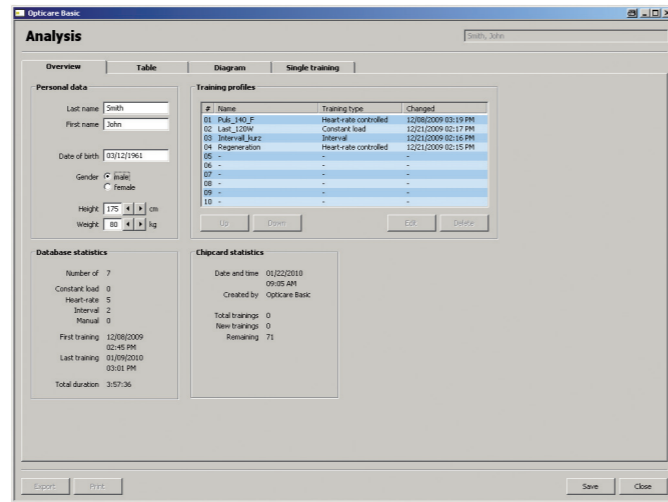 Opticare Basic
Analysis
Smith, John
Overview Table Diagram Single training
Personal data
Last name Smith
First name John
Date of birth 03/12/1961
Gender male
female
Height 175 cm
Weight 80 kg
Training profiles
# Name Training type Changed
01 Puls_140_F Heart-rate controlled 12/08/2009 03:19 PM
02 Last_120W Constant load 12/21/2009 02:17 PM
03 Intervall_kurz Interval 12/21/2009 02:16 PM
04 Regeneration Heart-rate controlled 12/21/2009 02:15 PM
05 - - -
06 - - -
07 - - -
08 - - -
09 - - -
10 - - -
Up Down Edit Delete
Database statistics
Number of 7
Constant load 0
Heart-rate 5
Interval 2
Manual 0
First training 12/08/2009
02:45 PM
Last training 01/09/2010
03:01 PM
Total duration 3:57:36
Chipcard statistics
Date and time 01/22/2010
09:05 AM
Created by Opticare Basic
Total trainings 0
New trainings 0
Remaining 71
Export Print Save Close